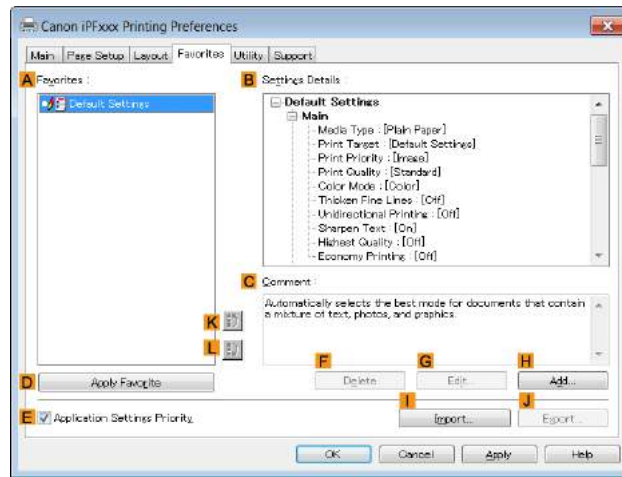 Canon iPFxxx Printing Preferences
Main Page Setup Layout Favorites Utility Support
A Favorites :
B Settings Details :
Default Settings
Default Settings
Main
Media Type : [Plain Paper]
Print Target : [Default Settings]
Print Priority : [Image]
Print Quality : [Standard]
Color Mode : [Color]
Thicken Fine Lines : [Off]
Unidirectional Printing : [Off]
Sharpen Text : [On]
Highest Quality : [Off]
Economy Printing : [Off]
C Comment :
Automatically selects the best mode for documents that contain
a mixture of text, photos, and graphics.
K
L
F G H
D Apply Favorite Delete Edit... Add...
I J
E Application Settings Priority Import... Export...
OK Cancel Apply Help